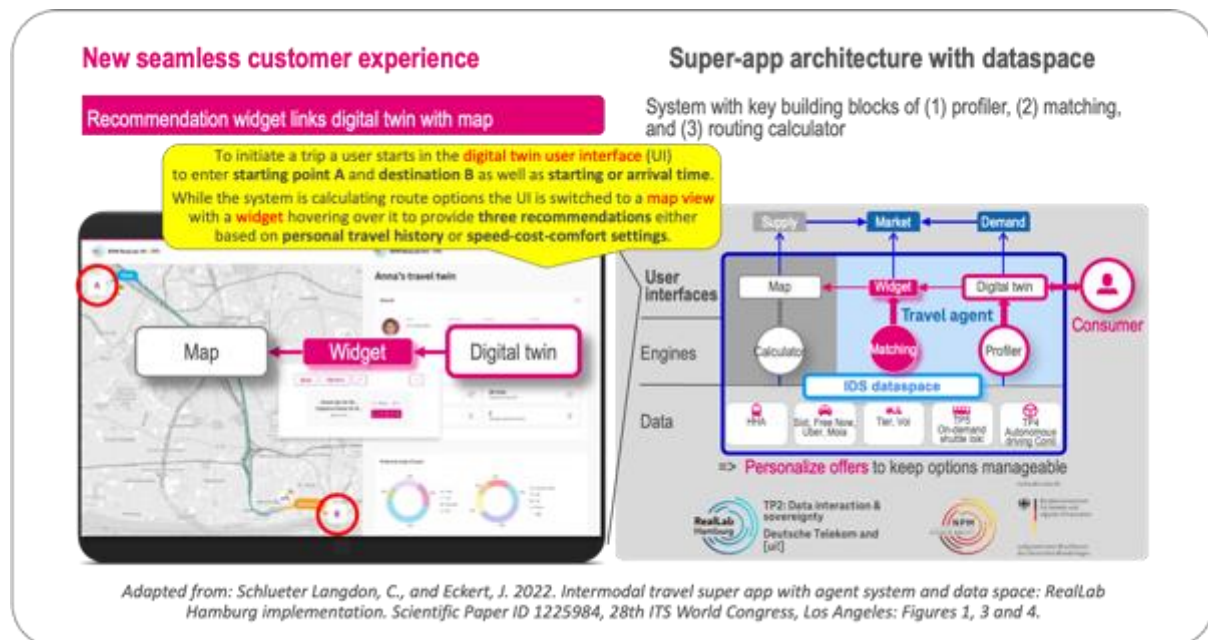 New seamless customer experience
Recommendation widget links digital twin with map
To initiate a trip a user starts in the digital twin user interface (UI)
to enter starting point A and destination B as well as starting or arrival time.
While the system is calculating route options the UI is switched to a map view
with a widget hovering over it to provide three recommendations either
based on personal travel history or speed-cost-comfort settings.
A
Anna's travel twin
Map
Widget
Digital twin
B
Super-app architecture with dataspace
System with key building blocks of (1) profiler, (2) matching,
and (3) routing calculator
Supply
Market
Demand
User
interfaces
Map
Widget
Digital twin
Travel agent
Consumer
Engines
Calculator
Matching
Profiler
IDS dataspace
Data
HHA
Sixt, Free Now,
Uber, Moia
Tier, Voi
TP5
On-demand
shuttle
TP4
Autonomous
driving
=> Personalize offers to keep options manageable
RealLab
Hamburg
TP2: Data interaction &
sovereignty
Deutsche Telekom and
[ui!]
NPM
Adapted from: Schlueter Langdon, C., and Eckert, J. 2022. Intermodal travel super app with agent system and data space: RealLab
Hamburg implementation. Scientific Paper ID 1225984, 28th ITS World Congress, Los Angeles: Figures 1, 3 and 4.